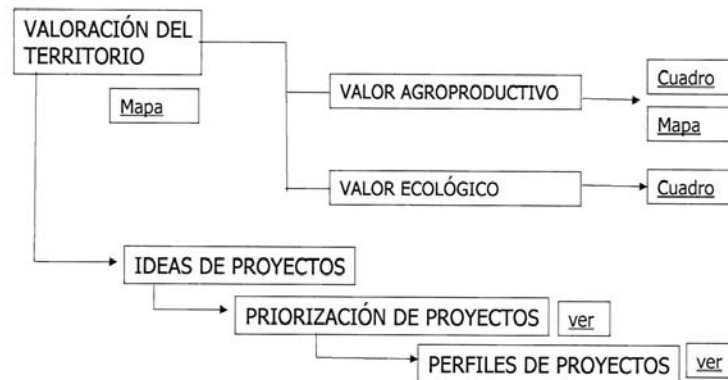 VALORACIÓN DEL
TERRITORIO
Mapa
VALOR AGROPRODUCTIVO
Cuadro
Mapa
VALOR ECOLÓGICO
Cuadro
IDEAS DE PROYECTOS
PRIORIZACIÓN DE PROYECTOS
ver
PERFILES DE PROYECTOS
ver